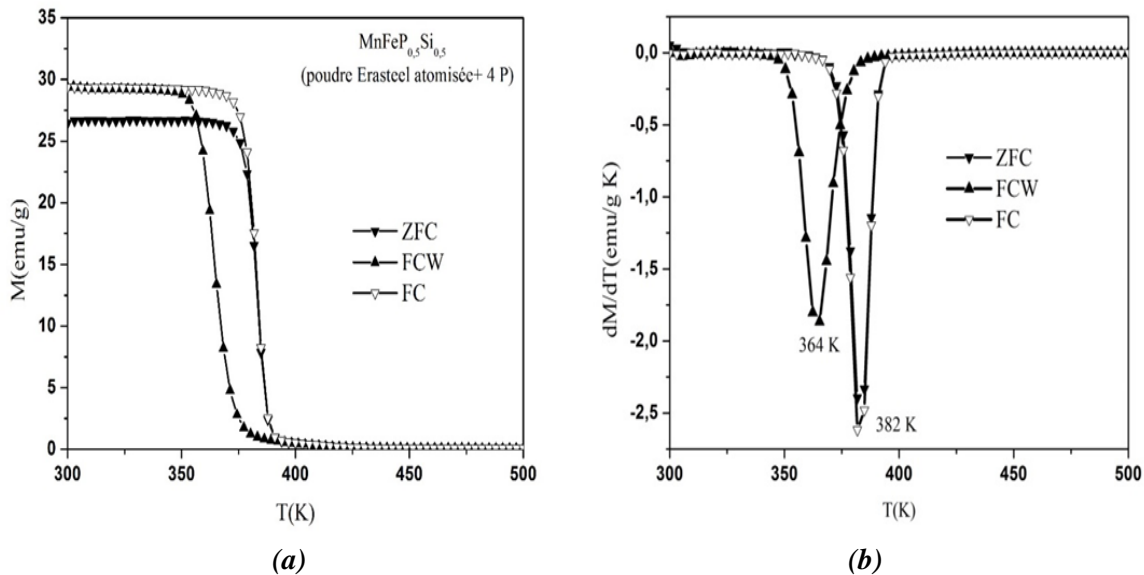 35
30
25
20
15
10
5
0
M(emu/g)
MnFeP0,5Si0,5
(poudre Erasteel atomisée+ 4 P)
ZFC
FCW
FC
300
350
400
450
500
T(K)
(a)
0,0
-0,5
-1,0
-1,5
-2,0
-2,5
dM/dT(emu/g K)
ZFC
FCW
FC
364 K
382 K
300
350
400
450
500
T(K)
(b)